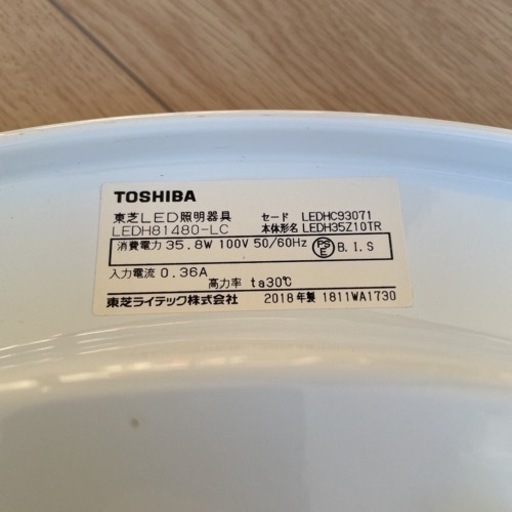 TOSHIBA
東芝LED照明器具 セード LEDHC93071
LEDH81480-LC 本体形名 LEDH35Z10TR
消費電力 35.8W 100V 50/60Hz PSE B.I.S
入力電流 0.36A 高力率 ta30℃
東芝ライテック株式会社 2018年製 1811WA1730